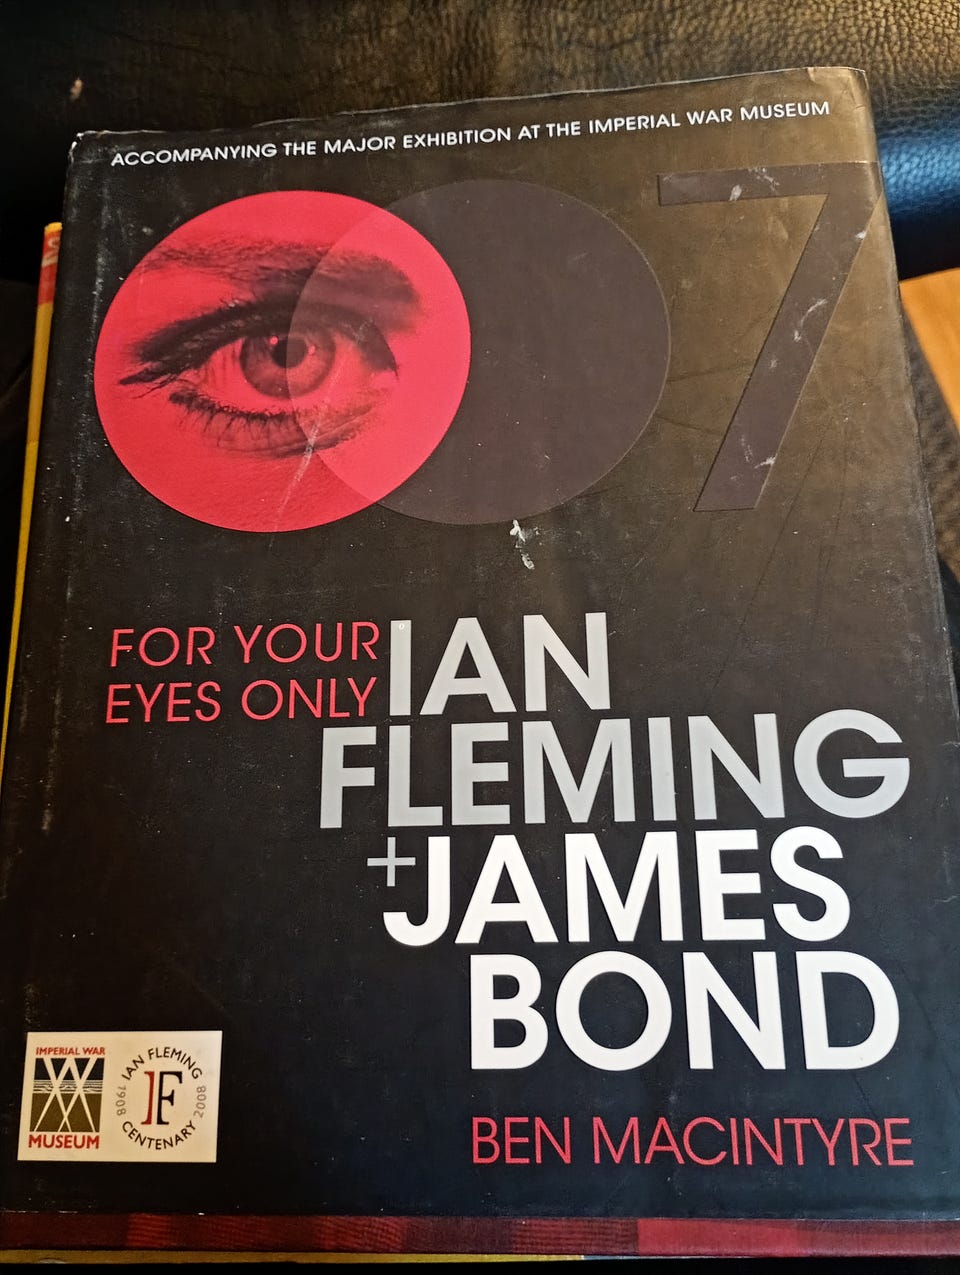 ACCOMPANYING THE MAJOR EXHIBITION AT THE IMPERIAL WAR MUSEUM
007
FOR YOUR
EYES ONLY
IAN
FLEMING
+JAMES
BOND
IMPERIAL WAR
MUSEUM
IAN FLEMING
IF
1908
2008
CENTENARY
BEN MACINTYRE